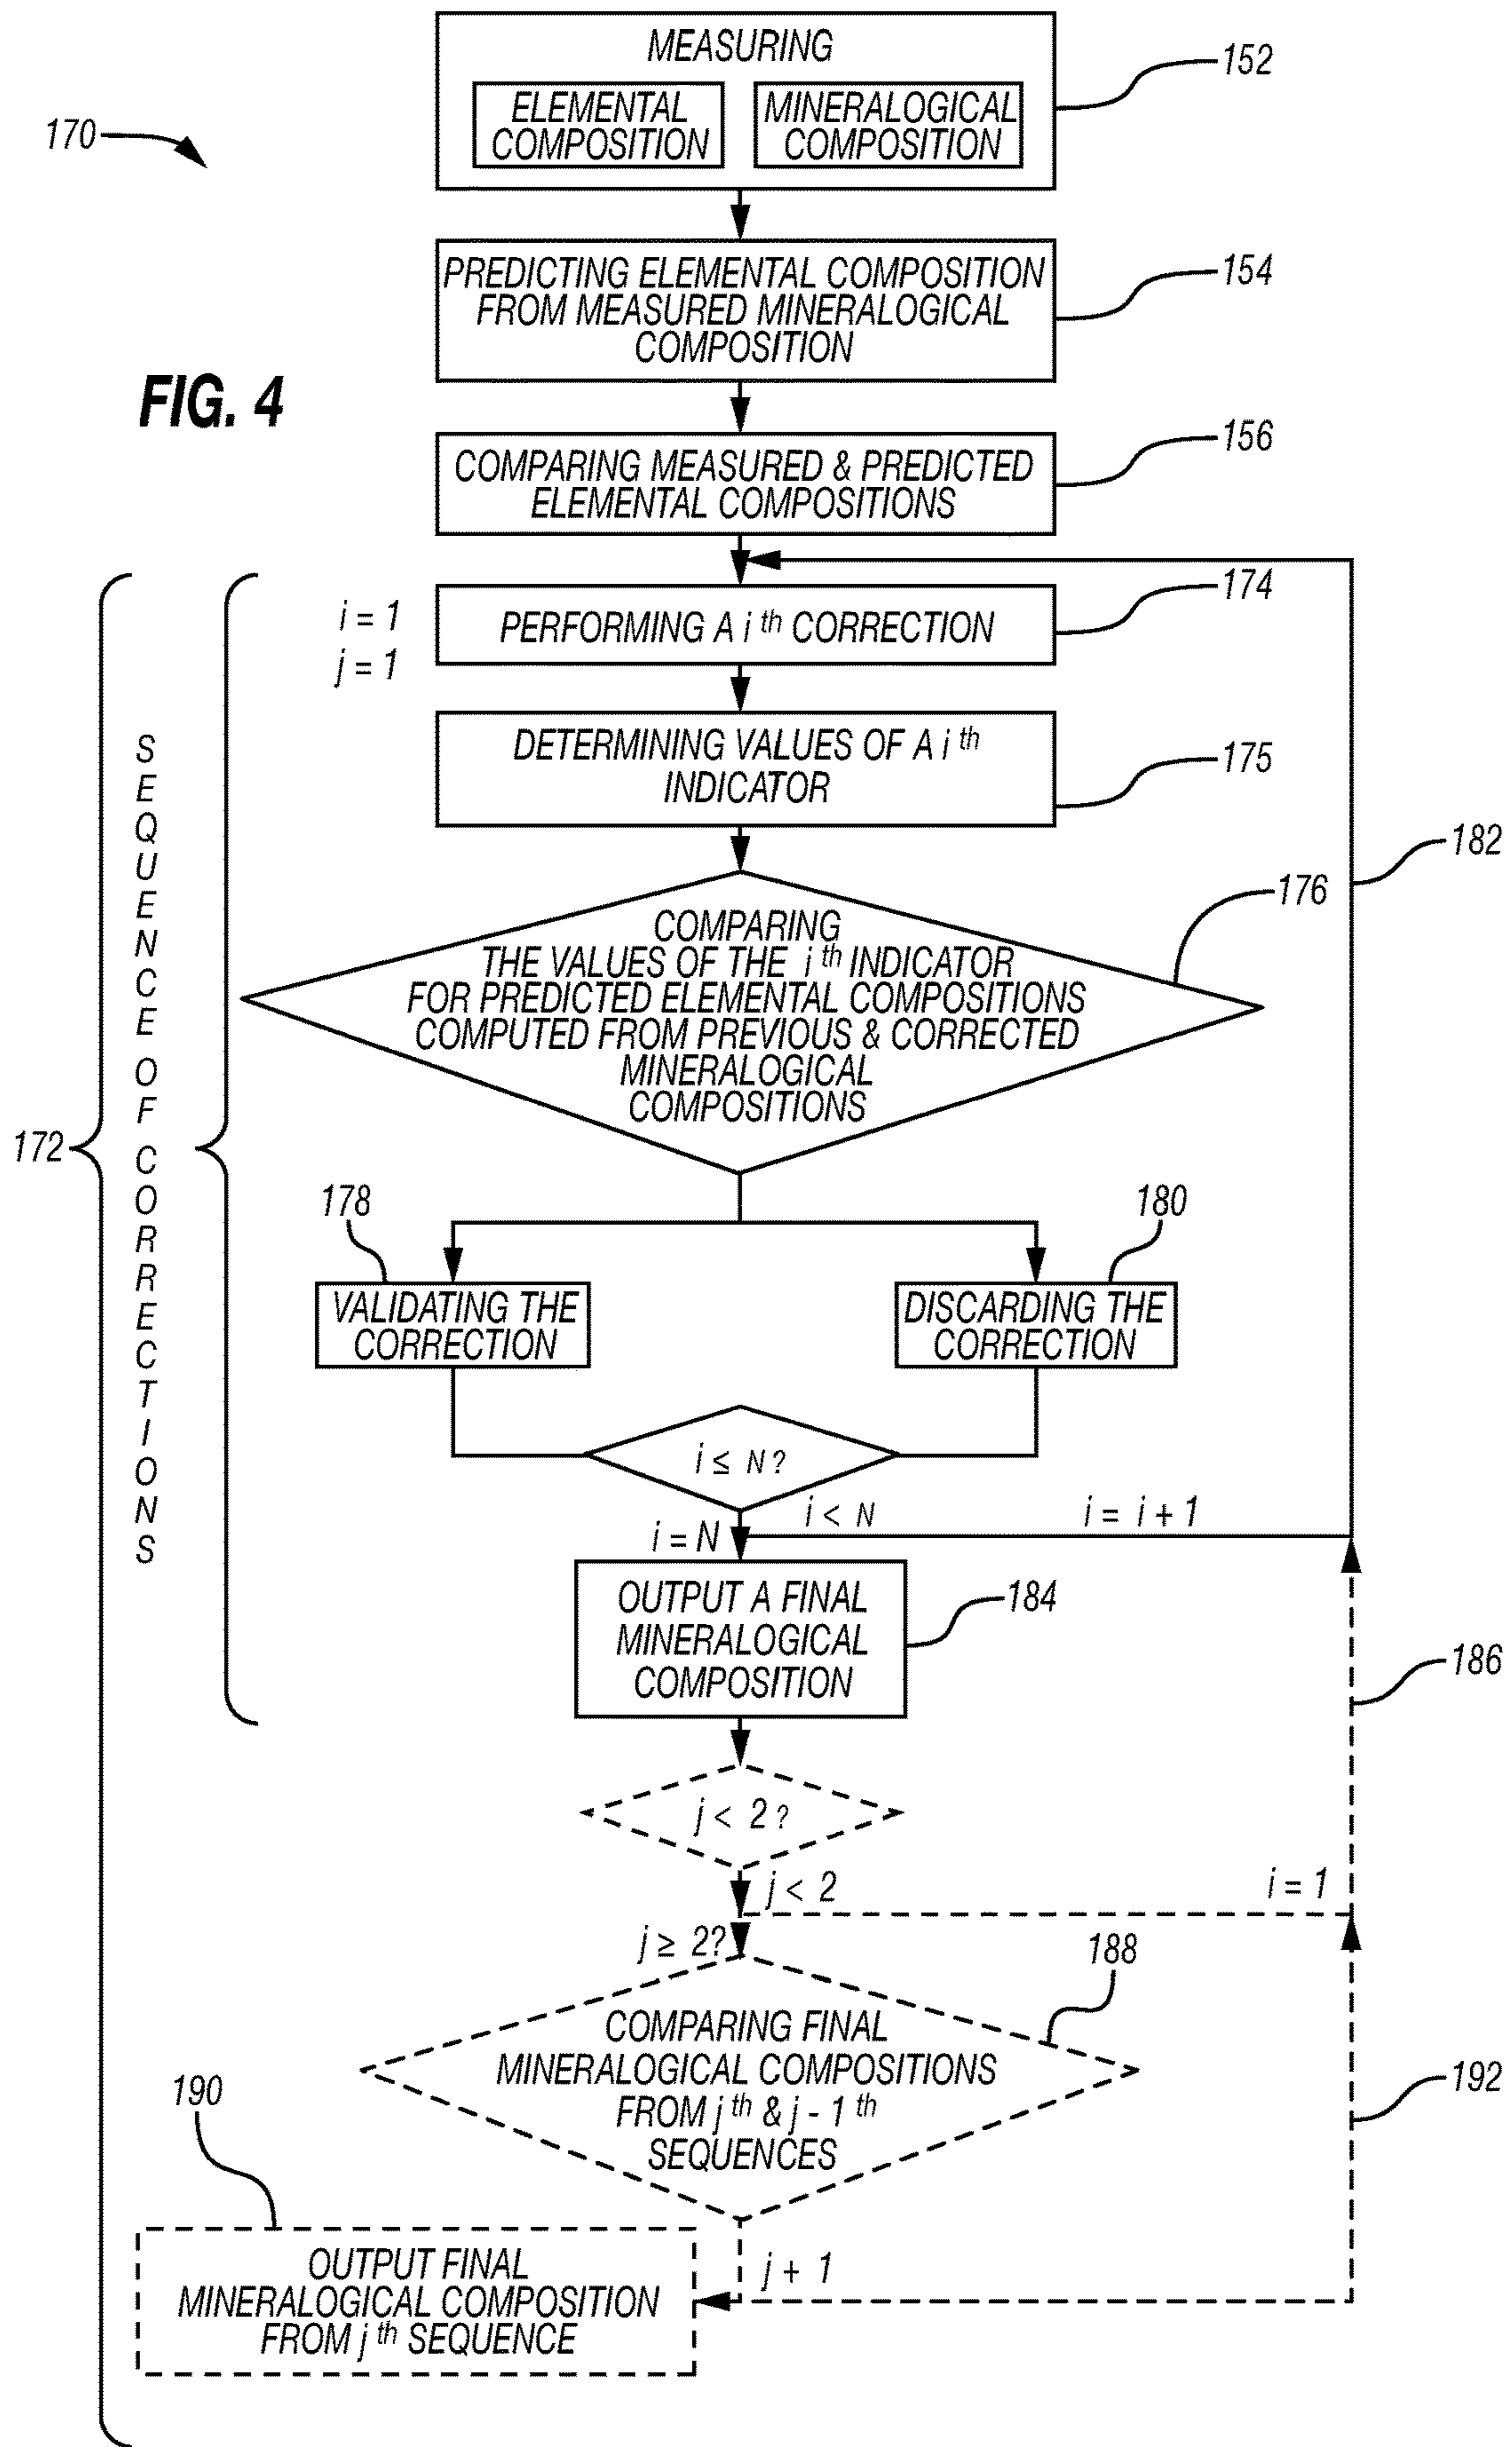 MEASURING
152
ELEMENTAL
COMPOSITION
MINERALOGICAL
COMPOSITION
170
PREDICTING ELEMENTAL COMPOSITION
FROM MEASURED MINERALOGICAL
COMPOSITION
154
FIG. 4
COMPARING MEASURED & PREDICTED
ELEMENTAL COMPOSITIONS
156
i = 1
j = 1
PERFORMING A i th CORRECTION
174
DETERMINING VALUES OF A i th
INDICATOR
175
182
176
COMPARING
THE VALUES OF THE i th INDICATOR
FOR PREDICTED ELEMENTAL COMPOSITIONS
COMPUTED FROM PREVIOUS & CORRECTED
MINERALOGICAL
COMPOSITIONS
172
SEQUENCE OF CORRECTIONS
178
180
VALIDATING THE
CORRECTION
DISCARDING THE
CORRECTION
i ≤ N?
i < N
i = i + 1
i = N
OUTPUT A FINAL
MINERALOGICAL
COMPOSITION
184
186
j < 2?
j < 2
i = 1
j ≥ 2?
188
COMPARING FINAL
MINERALOGICAL COMPOSITIONS
FROM j th & j - 1 th
SEQUENCES
192
190
j + 1
OUTPUT FINAL
MINERALOGICAL COMPOSITION
FROM j th SEQUENCE